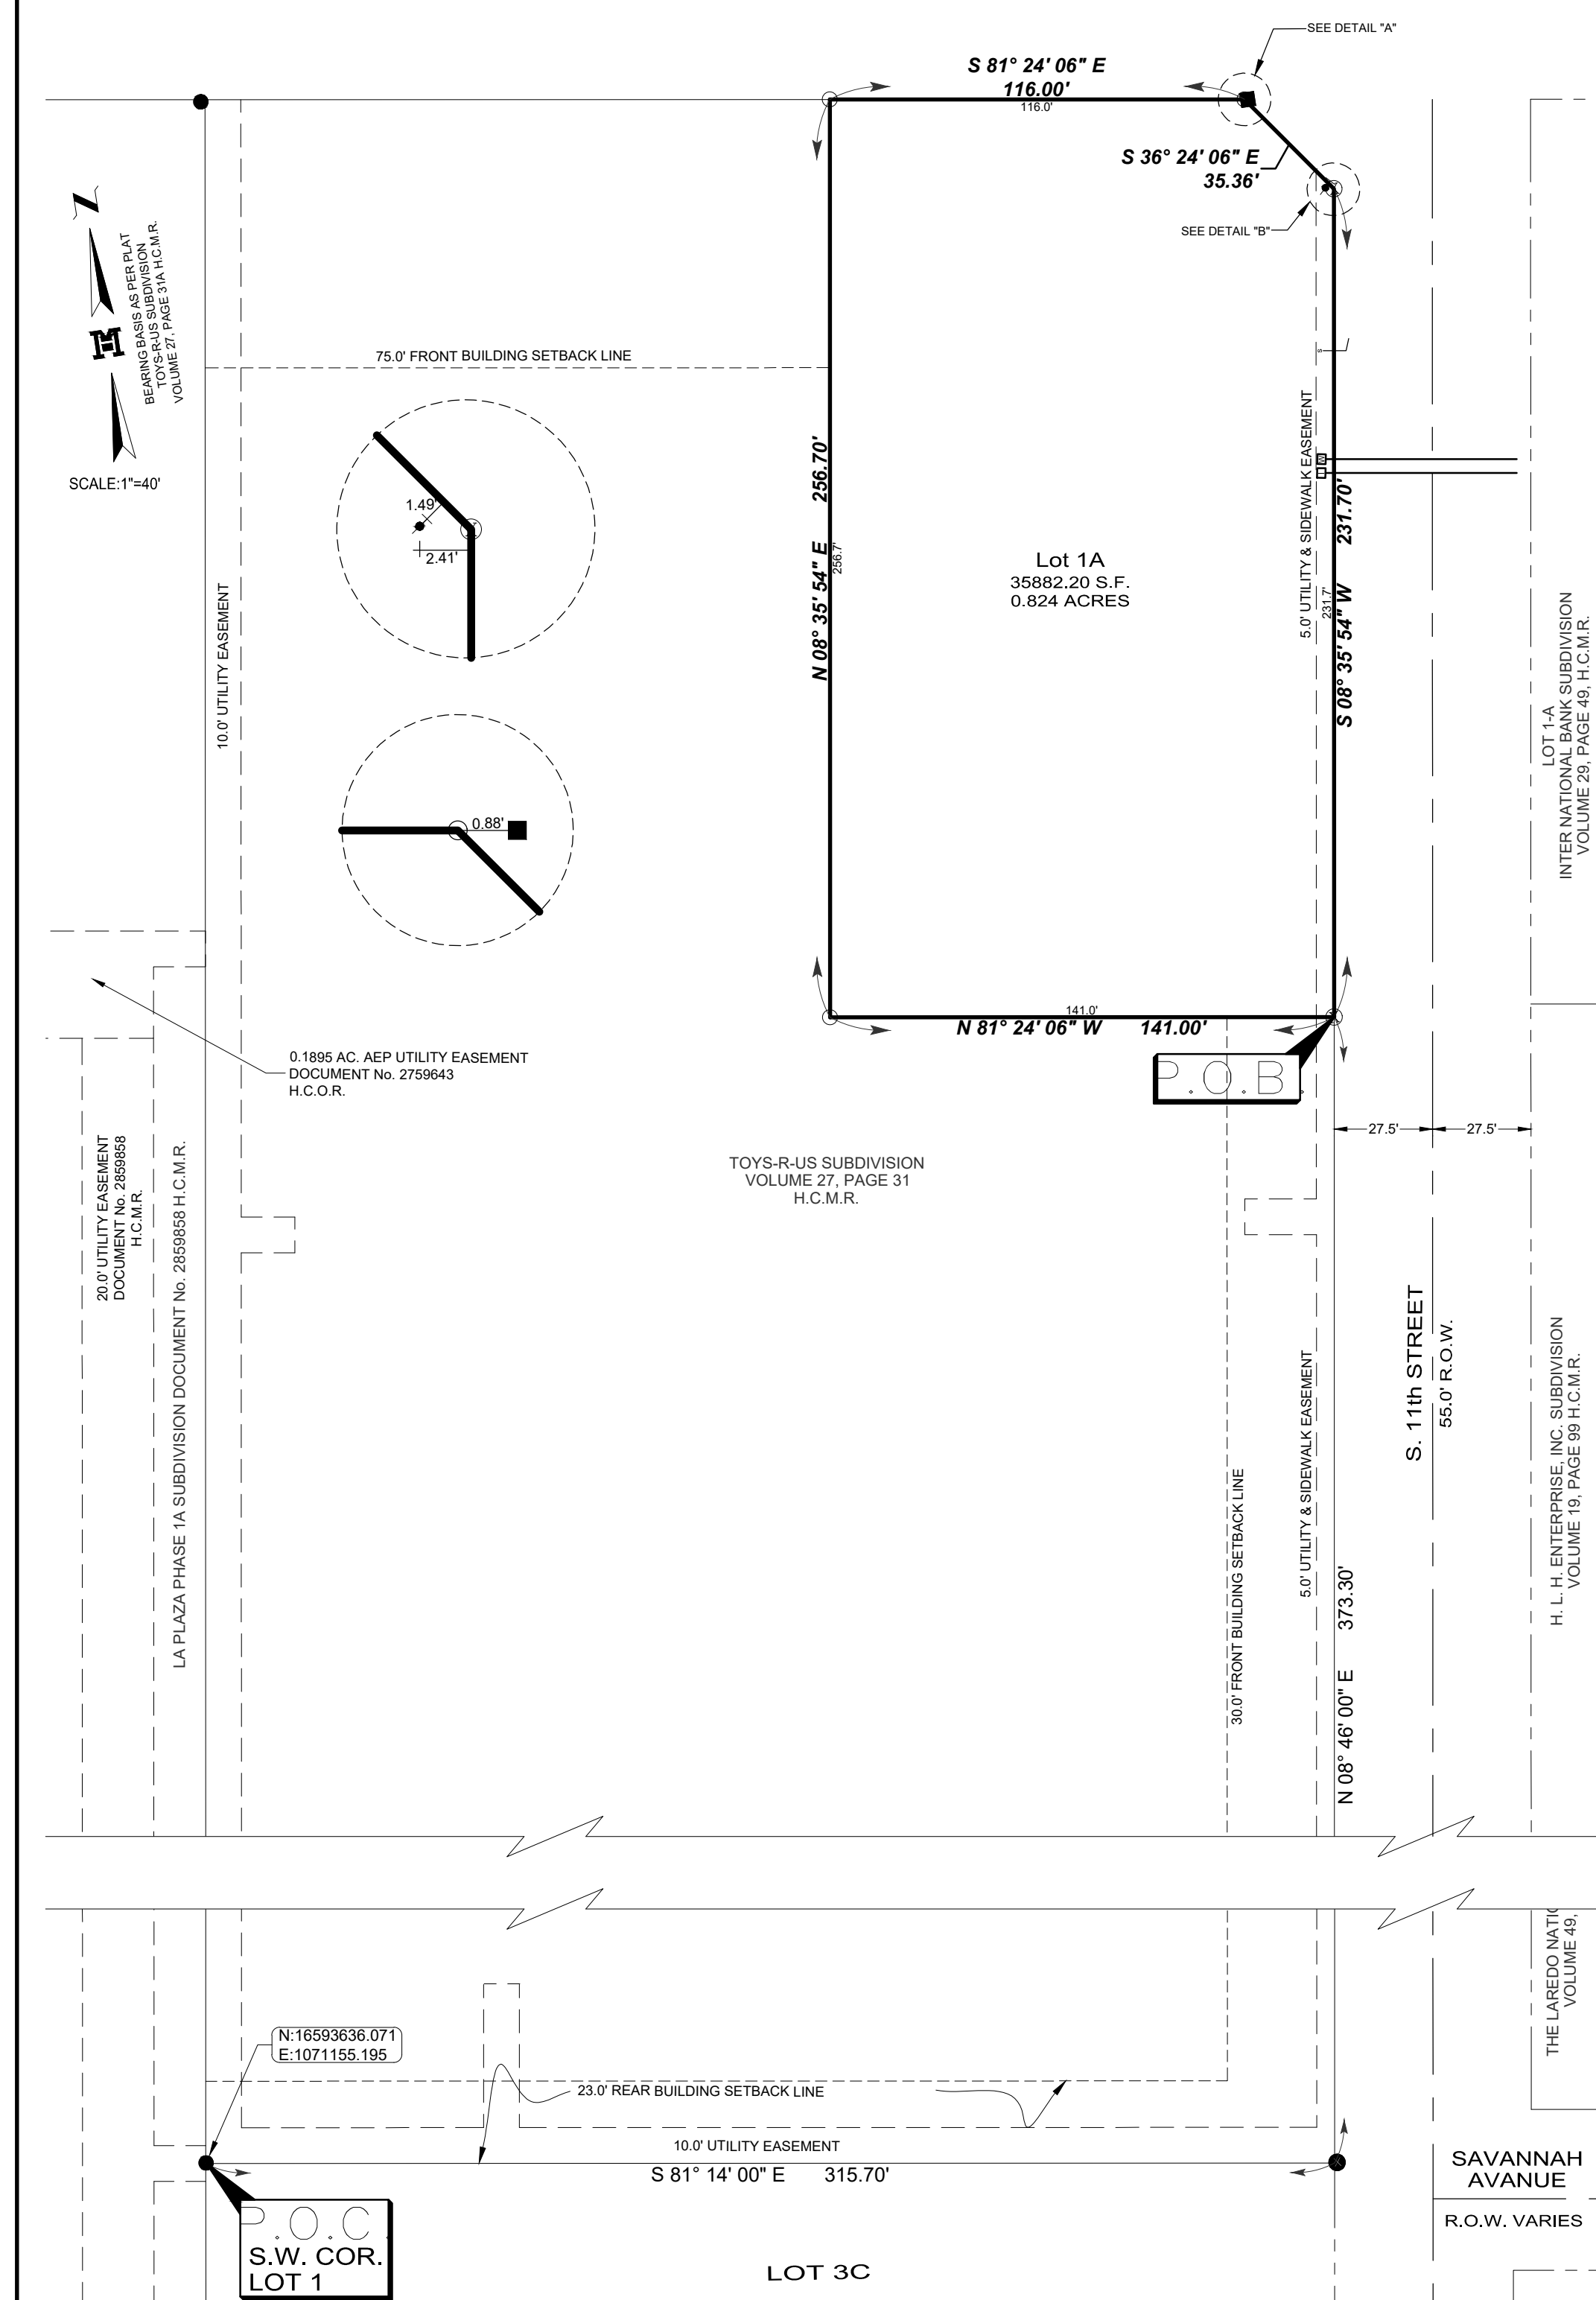 SEE DETAIL "A"
S 81° 24' 06" E
116.00'
116.0'
S 36° 24' 06" E
35.36'
SEE DETAIL "B"
N
BEARING BASIS AS PER PLAT
TOYS-R-US SUBDIVISION
VOLUME 27, PAGE 31A H.C.M.R.
SCALE:1"=40'
75.0' FRONT BUILDING SETBACK LINE
1.49'
2.41'
0.88'
10.0' UTILITY EASEMENT
N 08° 35' 54" E 256.70'
256.7'
Lot 1A
35882.20 S.F.
0.824 ACRES
5.0' UTILITY & SIDEWALK EASEMENT
s
W
231.7'
S 08° 35' 54" W 231.70'
LOT 1-A
INTER NATIONAL BANK SUBDIVISION
VOLUME 29, PAGE 49, H.C.M.R.
141.0'
N 81° 24' 06" W 141.00'
P.O.B.
0.1895 AC. AEP UTILITY EASEMENT
DOCUMENT No. 2759643
H.C.O.R.
27.5'
27.5'
20.0' UTILITY EASEMENT
DOCUMENT No. 2859858
H.C.M.R.
LA PLAZA PHASE 1A SUBDIVISION DOCUMENT No. 2859858 H.C.M.R.
TOYS-R-US SUBDIVISION
VOLUME 27, PAGE 31
H.C.M.R.
S. 11th STREET
55.0' R.O.W.
H. L. H. ENTERPRISE, INC. SUBDIVISION
VOLUME 19, PAGE 99 H.C.M.R.
30.0' FRONT BUILDING SETBACK LINE
5.0' UTILITY & SIDEWALK EASEMENT
N 08° 46' 00" E 373.30'
THE LAREDO NATIO
VOLUME 49,
N:16593636.071
E:1071155.195
23.0' REAR BUILDING SETBACK LINE
10.0' UTILITY EASEMENT
S 81° 14' 00" E 315.70'
SAVANNAH
AVANUE
R.O.W. VARIES
P.O.C.
S.W. COR.
LOT 1
LOT 3C